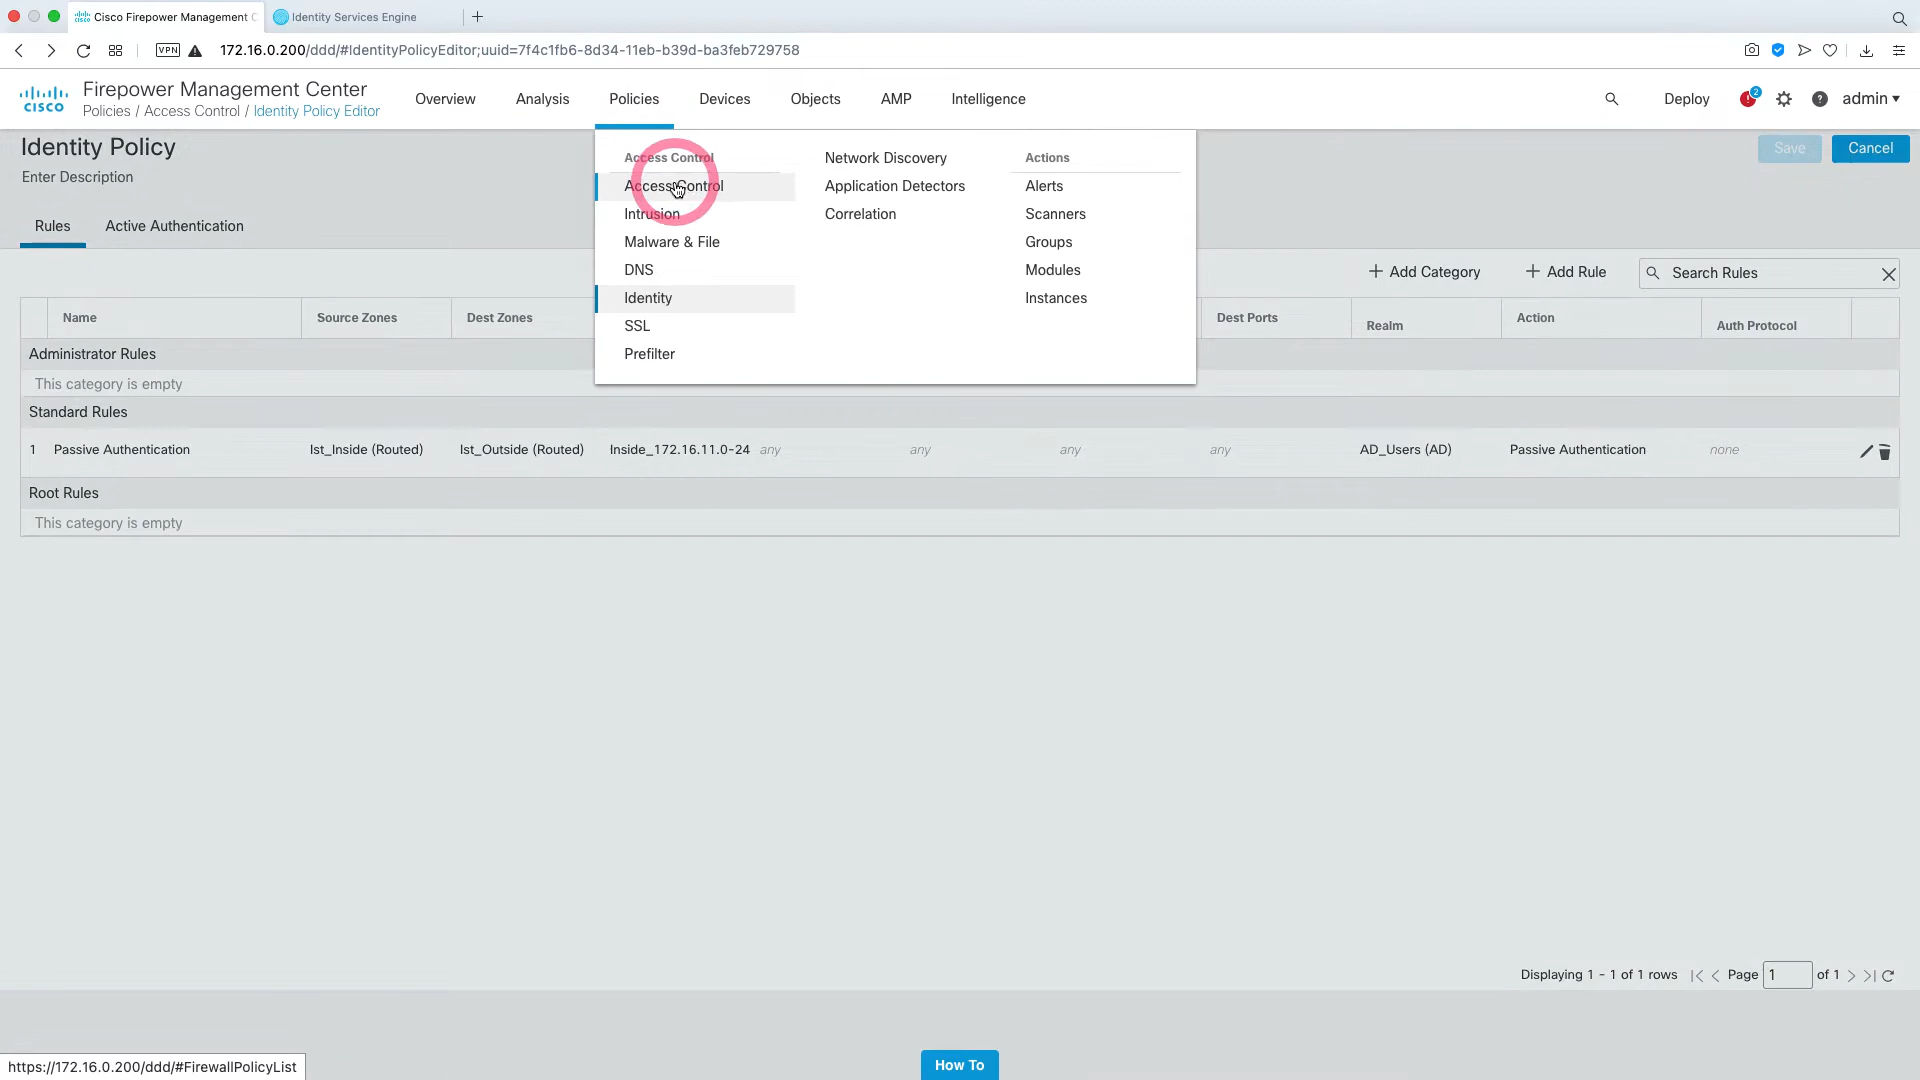 Cisco Firepower Management C
Identity Services Engine
VPN
172.16.0.200/ddd/#IdentityPolicyEditor;uuid=7f4c1fb6-8d34-11eb-b39d-ba3feb729758
CISCO
Firepower Management Center
Policies / Access Control / Identity Policy Editor
Overview
Analysis
Policies
Devices
Objects
AMP
Intelligence
Deploy
2
admin
Identity Policy
Enter Description
Save
Cancel
Rules
Active Authentication
Access Control
Access Control
Intrusion
Malware & File
DNS
Identity
SSL
Prefilter
Network Discovery
Application Detectors
Correlation
Actions
Alerts
Scanners
Groups
Modules
Instances
+ Add Category
+ Add Rule
Search Rules
Name
Source Zones
Dest Zones
Dest Ports
Realm
Action
Auth Protocol
Administrator Rules
This category is empty
Standard Rules
1 Passive Authentication Ist_Inside (Routed) Ist_Outside (Routed) Inside_172.16.11.0-24 any any any any AD_Users (AD) Passive Authentication none
Root Rules
This category is empty
Displaying 1 - 1 of 1 rows |< < Page 1 of 1 > >|
How To
https://172.16.0.200/ddd/#FirewallPolicyList